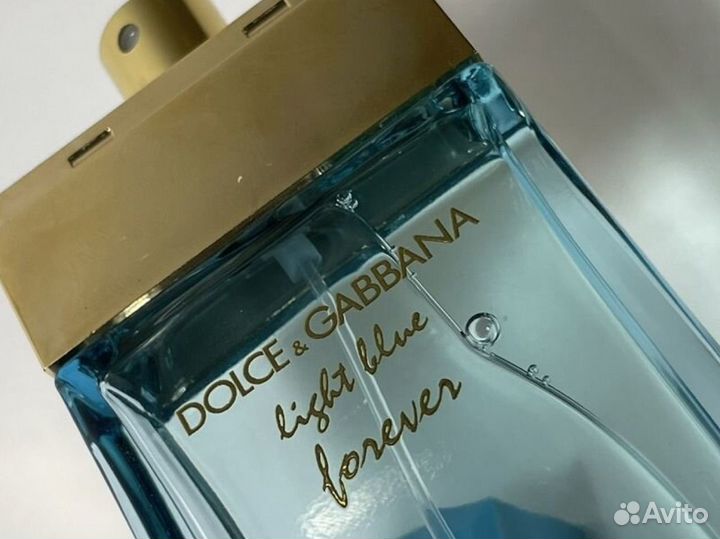 DOLCE & GABBANA
light blue
forever
Avito